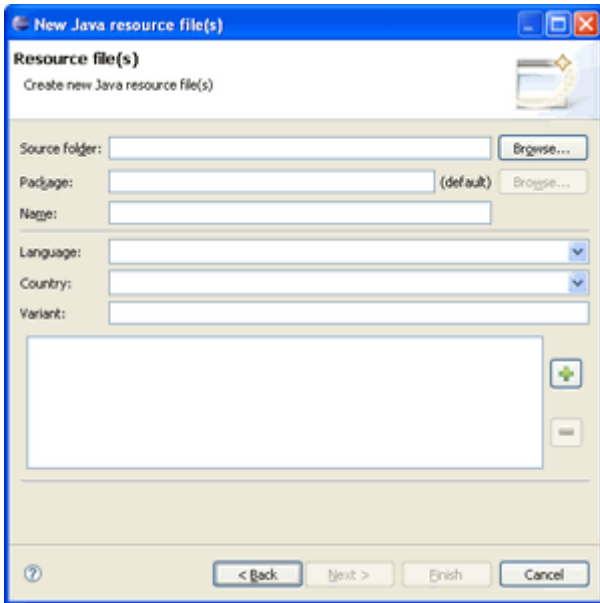 New Java resource file(s)
Resource file(s)
Create new Java resource file(s)
Source folder: Browse...
Package: (default) Browse...
Name:
Language:
Country:
Variant:
< Back Next > Finish Cancel